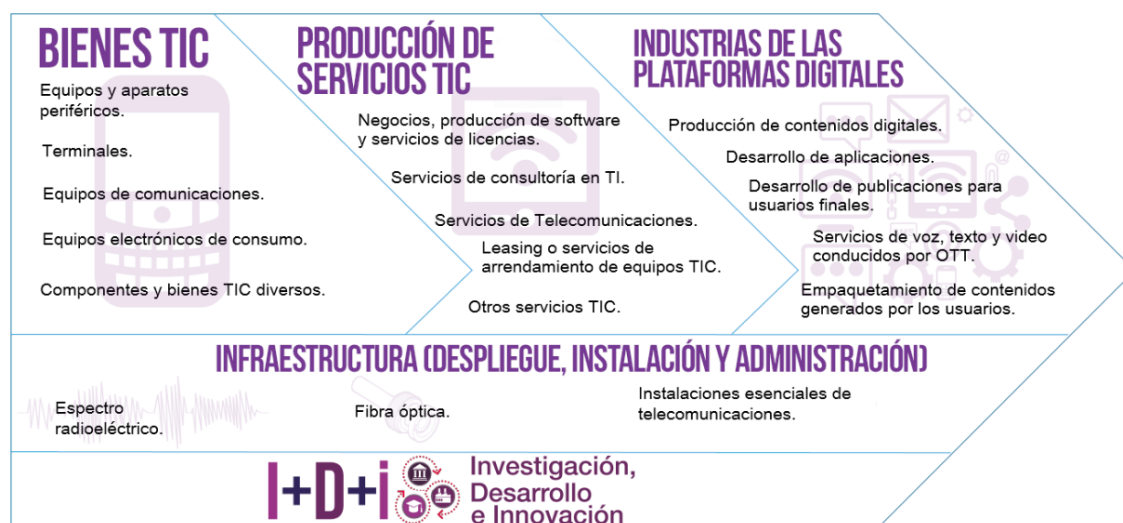 BIENES TIC
Equipos y aparatos
periféricos.
Terminales.
Equipos de comunicaciones.
Equipos electrónicos de consumo.
Componentes y bienes TIC diversos.
PRODUCCIÓN DE
SERVICIOS TIC
Negocios, producción de software
y servicios de licencias.
Servicios de consultoría en TI.
Servicios de Telecomunicaciones.
Leasing o servicios de
arrendamiento de equipos TIC.
Otros servicios TIC.
INDUSTRIAS DE LAS
PLATAFORMAS DIGITALES
Producción de contenidos digitales.
Desarrollo de aplicaciones.
Desarrollo de publicaciones para
usuarios finales.
Servicios de voz, texto y video
conducidos por OTT.
Empaquetamiento de contenidos
generados por los usuarios.
INFRAESTRUCTURA (DESPLIEGUE, INSTALACIÓN Y ADMINISTRACIÓN)
Espectro
radioeléctrico.
Fibra óptica.
Instalaciones esenciales de
telecomunicaciones.
I+D+i
Investigación,
Desarrollo
e Innovación